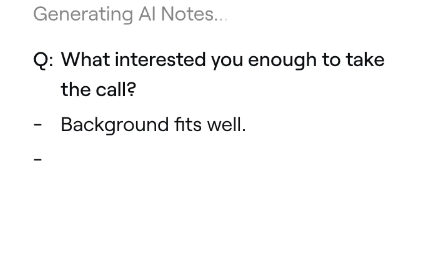 Generating AI Notes...
Q: What interested you enough to take
the call?
- Background fits well.
-